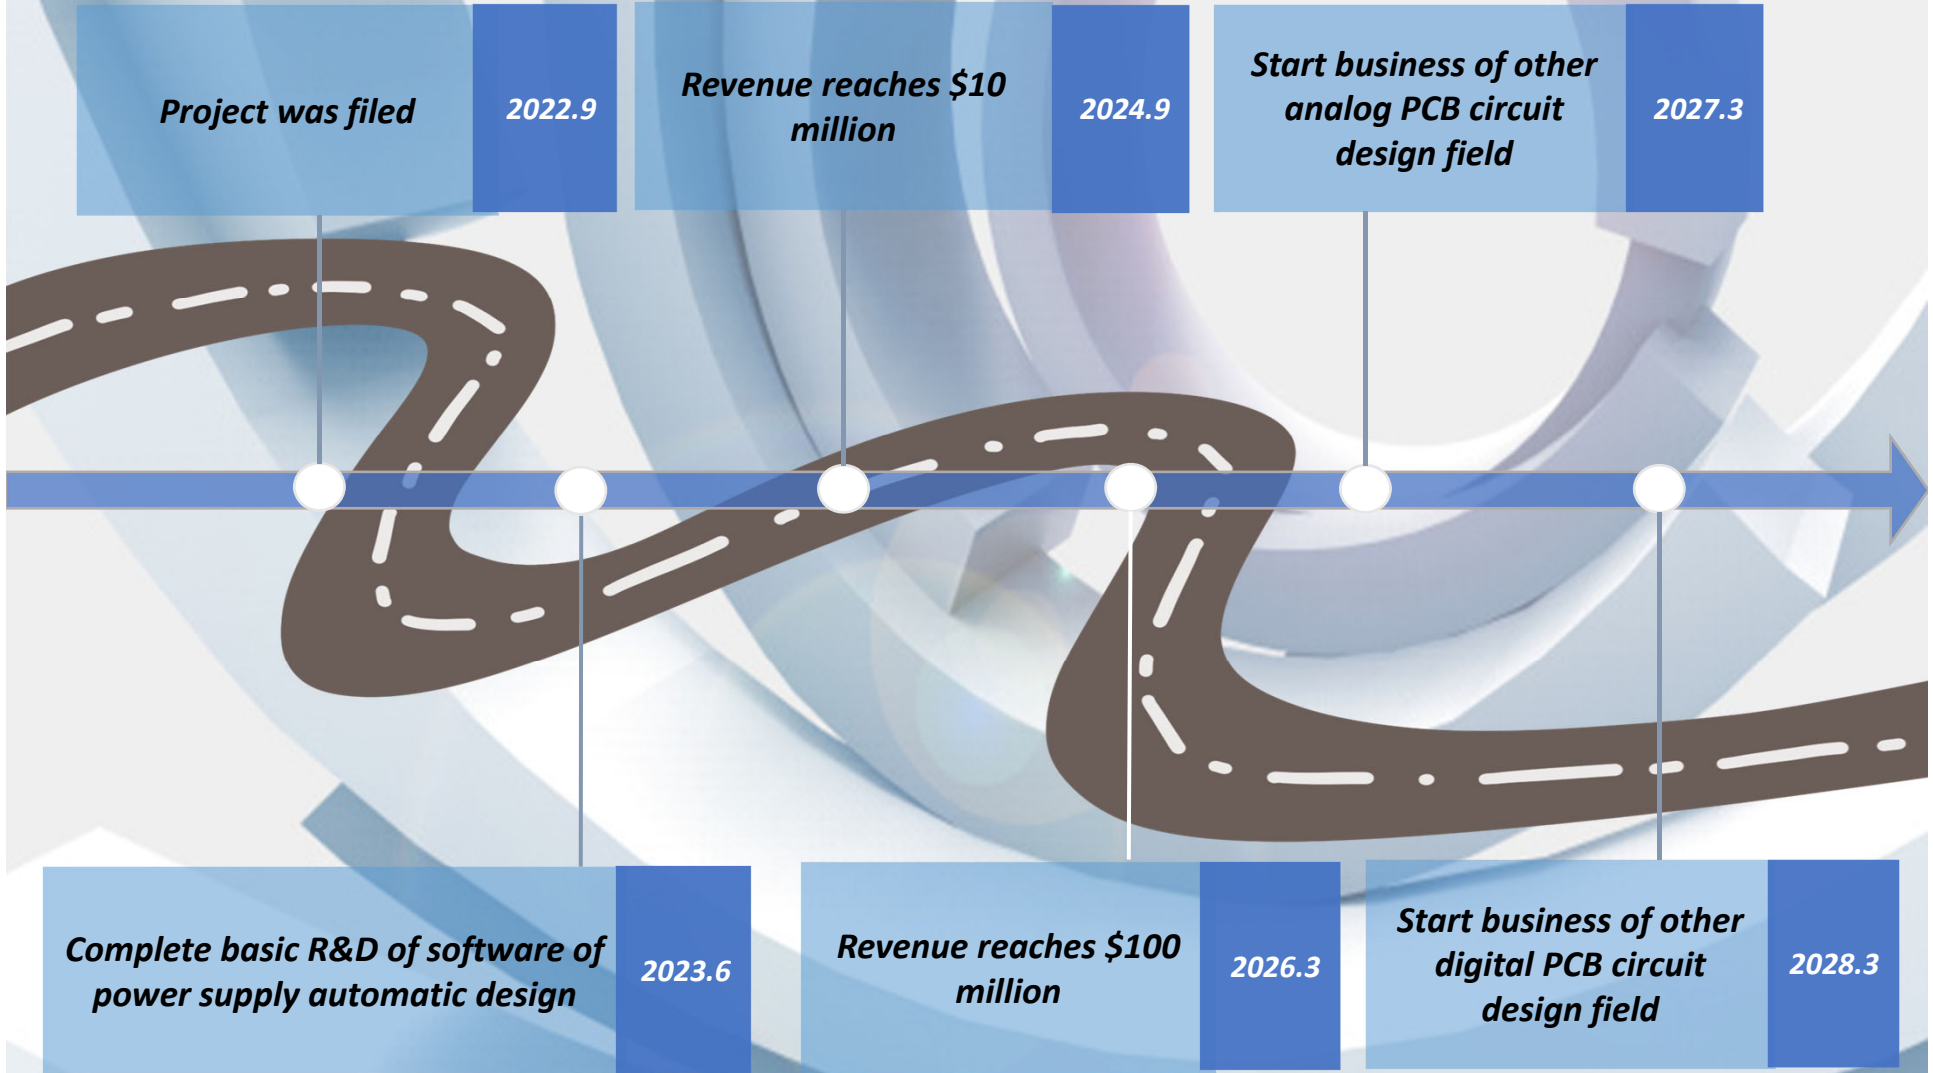 Project was filed
2022.9
Revenue reaches $10
million
2024.9
Start business of other
analog PCB circuit
design field
2027.3
Complete basic R&D of software of
power supply automatic design
2023.6
Revenue reaches $100
million
2026.3
Start business of other
digital PCB circuit
design field
2028.3